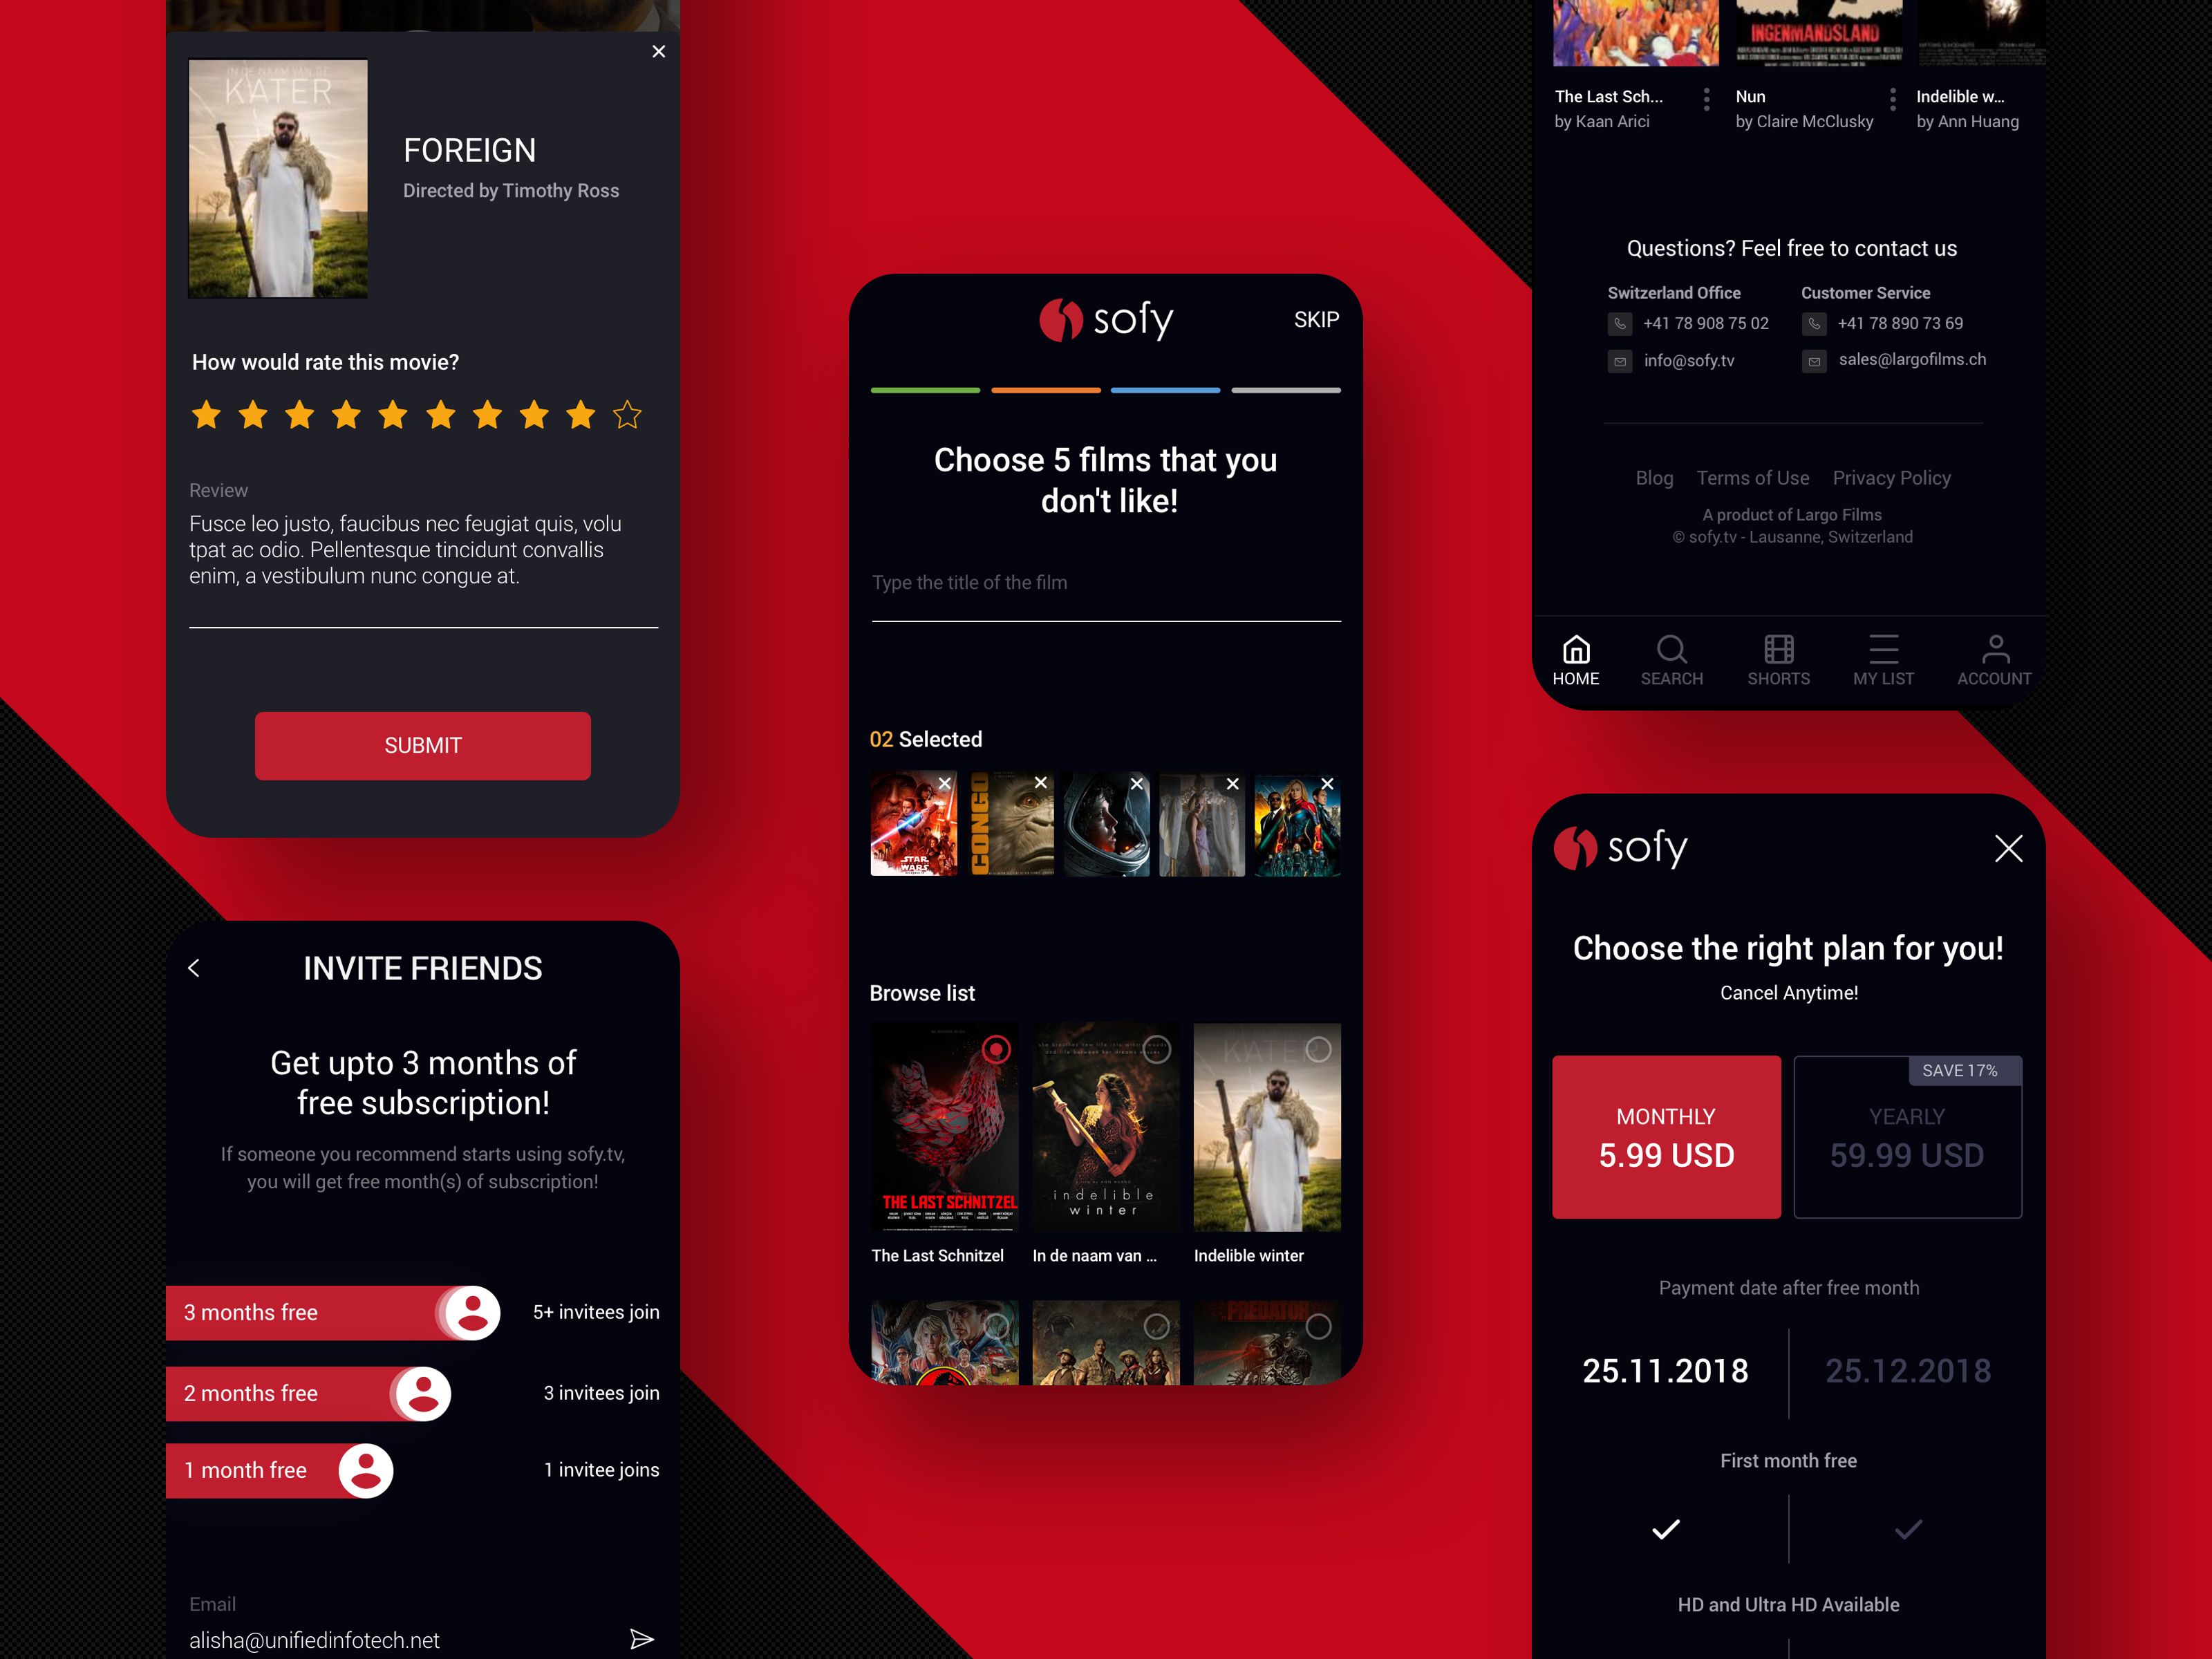 KATER
FOREIGN
Directed by Timothy Ross
How would rate this movie?
Review
Fusce leo justo, faucibus nec feugiat quis, volu
tpat ac odio. Pellentesque tincidunt convallis
enim, a vestibulum nunc congue at.
SUBMIT
INVITE FRIENDS
Get upto 3 months of
free subscription!
If someone you recommend starts using sofy.tv,
you will get free month(s) of subscription!
3 months free
5+ invitees join
2 months free
3 invitees join
1 month free
1 invitee joins
Email
alisha@unifiedinfotech.net
sofy
SKIP
Choose 5 films that you
don't like!
Type the title of the film
02 Selected
STAR
WARS
CONGO
Browse list
THE LAST SCHNITZEL
indelible
winter
KATER
The Last Schnitzel
In de naam van ...
Indelible winter
PREDATOR
INGENMANDSLAND
The Last Sch...
by Kaan Arici
Nun
by Claire McClusky
Indelible w...
by Ann Huang
Questions? Feel free to contact us
Switzerland Office
Customer Service
+41 78 908 75 02
+41 78 890 73 69
info@sofy.tv
sales@largofilms.ch
Blog
Terms of Use
Privacy Policy
A product of Largo Films
© sofy.tv - Lausanne, Switzerland
HOME
SEARCH
SHORTS
MY LIST
ACCOUNT
sofy
Choose the right plan for you!
Cancel Anytime!
MONTHLY
5.99 USD
SAVE 17%
YEARLY
59.99 USD
Payment date after free month
25.11.2018
25.12.2018
First month free
HD and Ultra HD Available